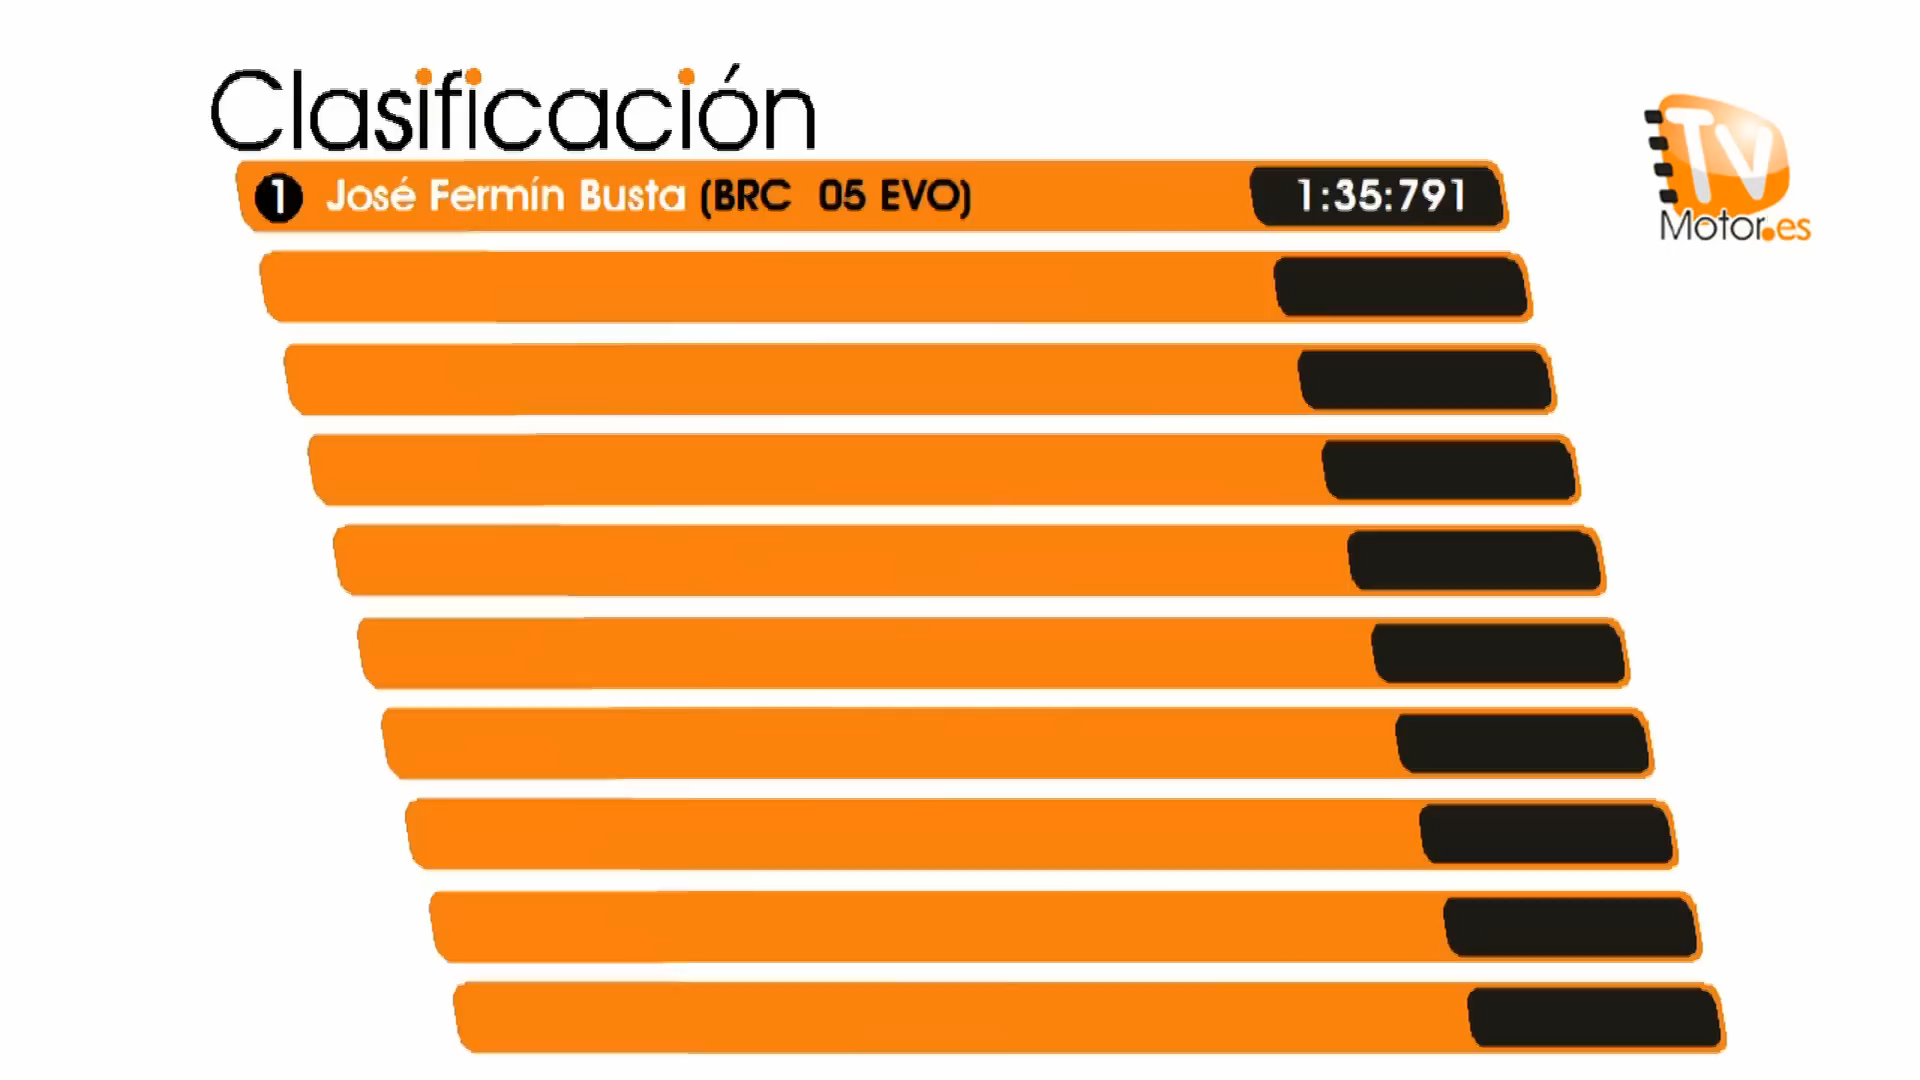 Clasificación
1 José Fermín Busta (BRC 05 EVO) 1:35:791
TV
Motor.es